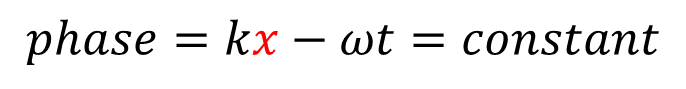 phase = kx − ωt = constant